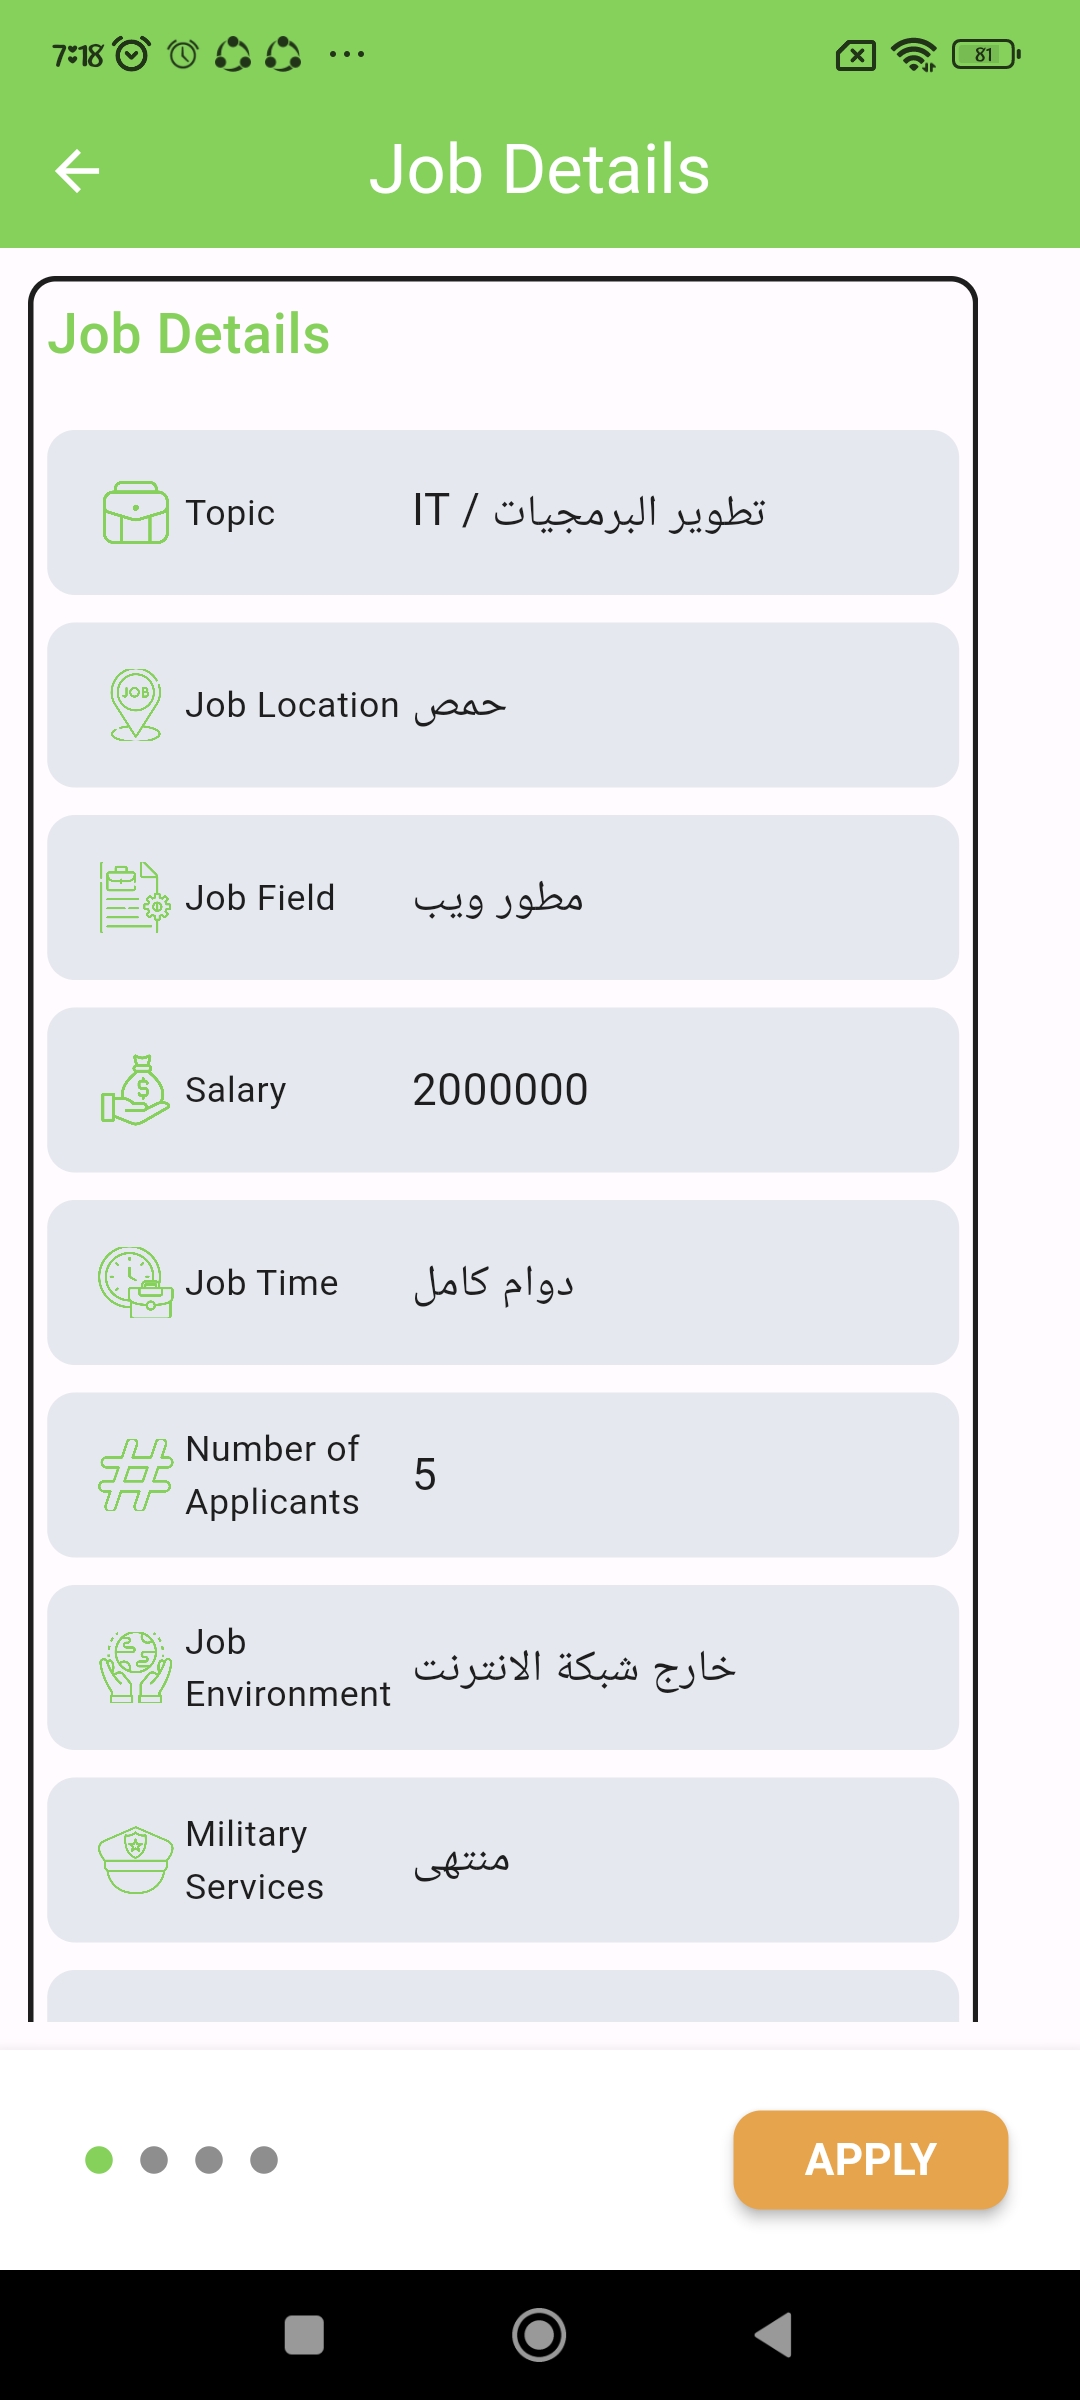 7:18
81
Job Details
Job Details
Topic
تطوير البرمجيات / IT
JOB
Job Location
حمص
Job Field
مطور ويب
Salary
2000000
Job Time
دوام كامل
Number of
Applicants
5
Job
Environment
خارج شبكة الانترنت
Military
Services
منتهى
APPLY